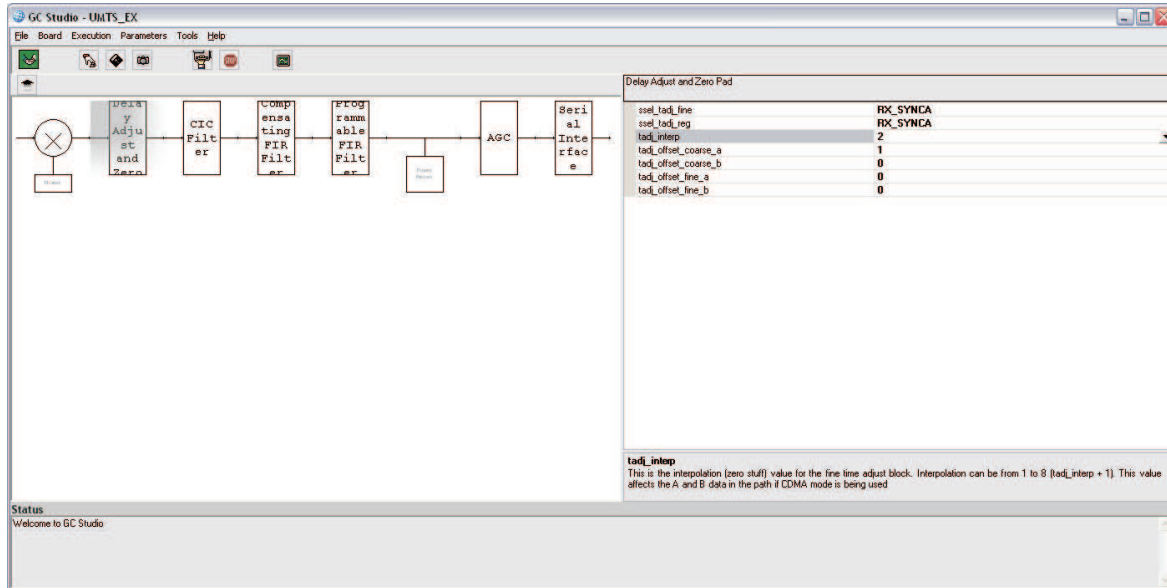 GC Studio - UMTS_EX
File Board Execution Parameters Tools Help
Dela
y
Adju
st
and
Zero
CIC
Filt
er
Comp
ensa
ting
FIR
Filt
er
Prog
ramm
able
FIR
Filt
er
AGC
Seri
al
Inte
rfac
e
Mixer
Power
Meter
Delay Adjust and Zero Pad
ssel_tadj_fine RX_SYNCA
ssel_tadj_reg RX_SYNCA
tadj_interp 2
tadj_offset_coarse_a 1
tadj_offset_coarse_b 0
tadj_offset_fine_a 0
tadj_offset_fine_b 0
tadj_interp
This is the interpolation (zero stuff) value for the fine time adjust block. Interpolation can be from 1 to 8 (tadj_interp + 1). This value
affects the A and B data in the path if CDMA mode is being used
Status
Welcome to GC Studio